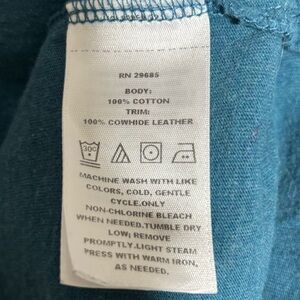 RN 29685
BODY:
100% COTTON
TRIM:
100% COWHIDE LEATHER
30C
MACHINE WASH WITH LIKE
COLORS, COLD, GENTLE
CYCLE.ONLY
NON-CHLORINE BLEACH
WHEN NEEDED.TUMBLE DRY
LOW; REMOVE
PROMPTLY.LIGHT STEAM
PRESS WITH WARM IRON,
AS NEEDED.